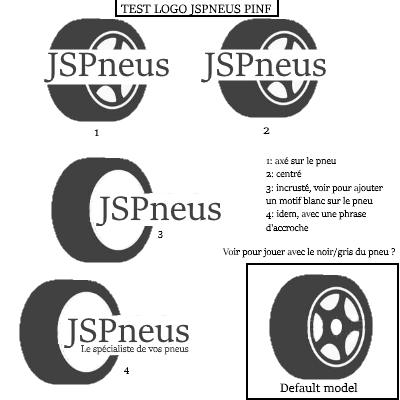 TEST LOGO JSPNEUS PINF
JSPneus
1
JSPneus
2
JSPneus
3
1: axé sur le pneu
2: centré
3: incrusté, voir pour ajouter
un motif blanc sur le pneu
4: idem, avec une phrase
d'accroche
Voir pour jouer avec le noir/gris du pneu ?
JSPneus
Le spécialiste de vos pneus
4
Default model